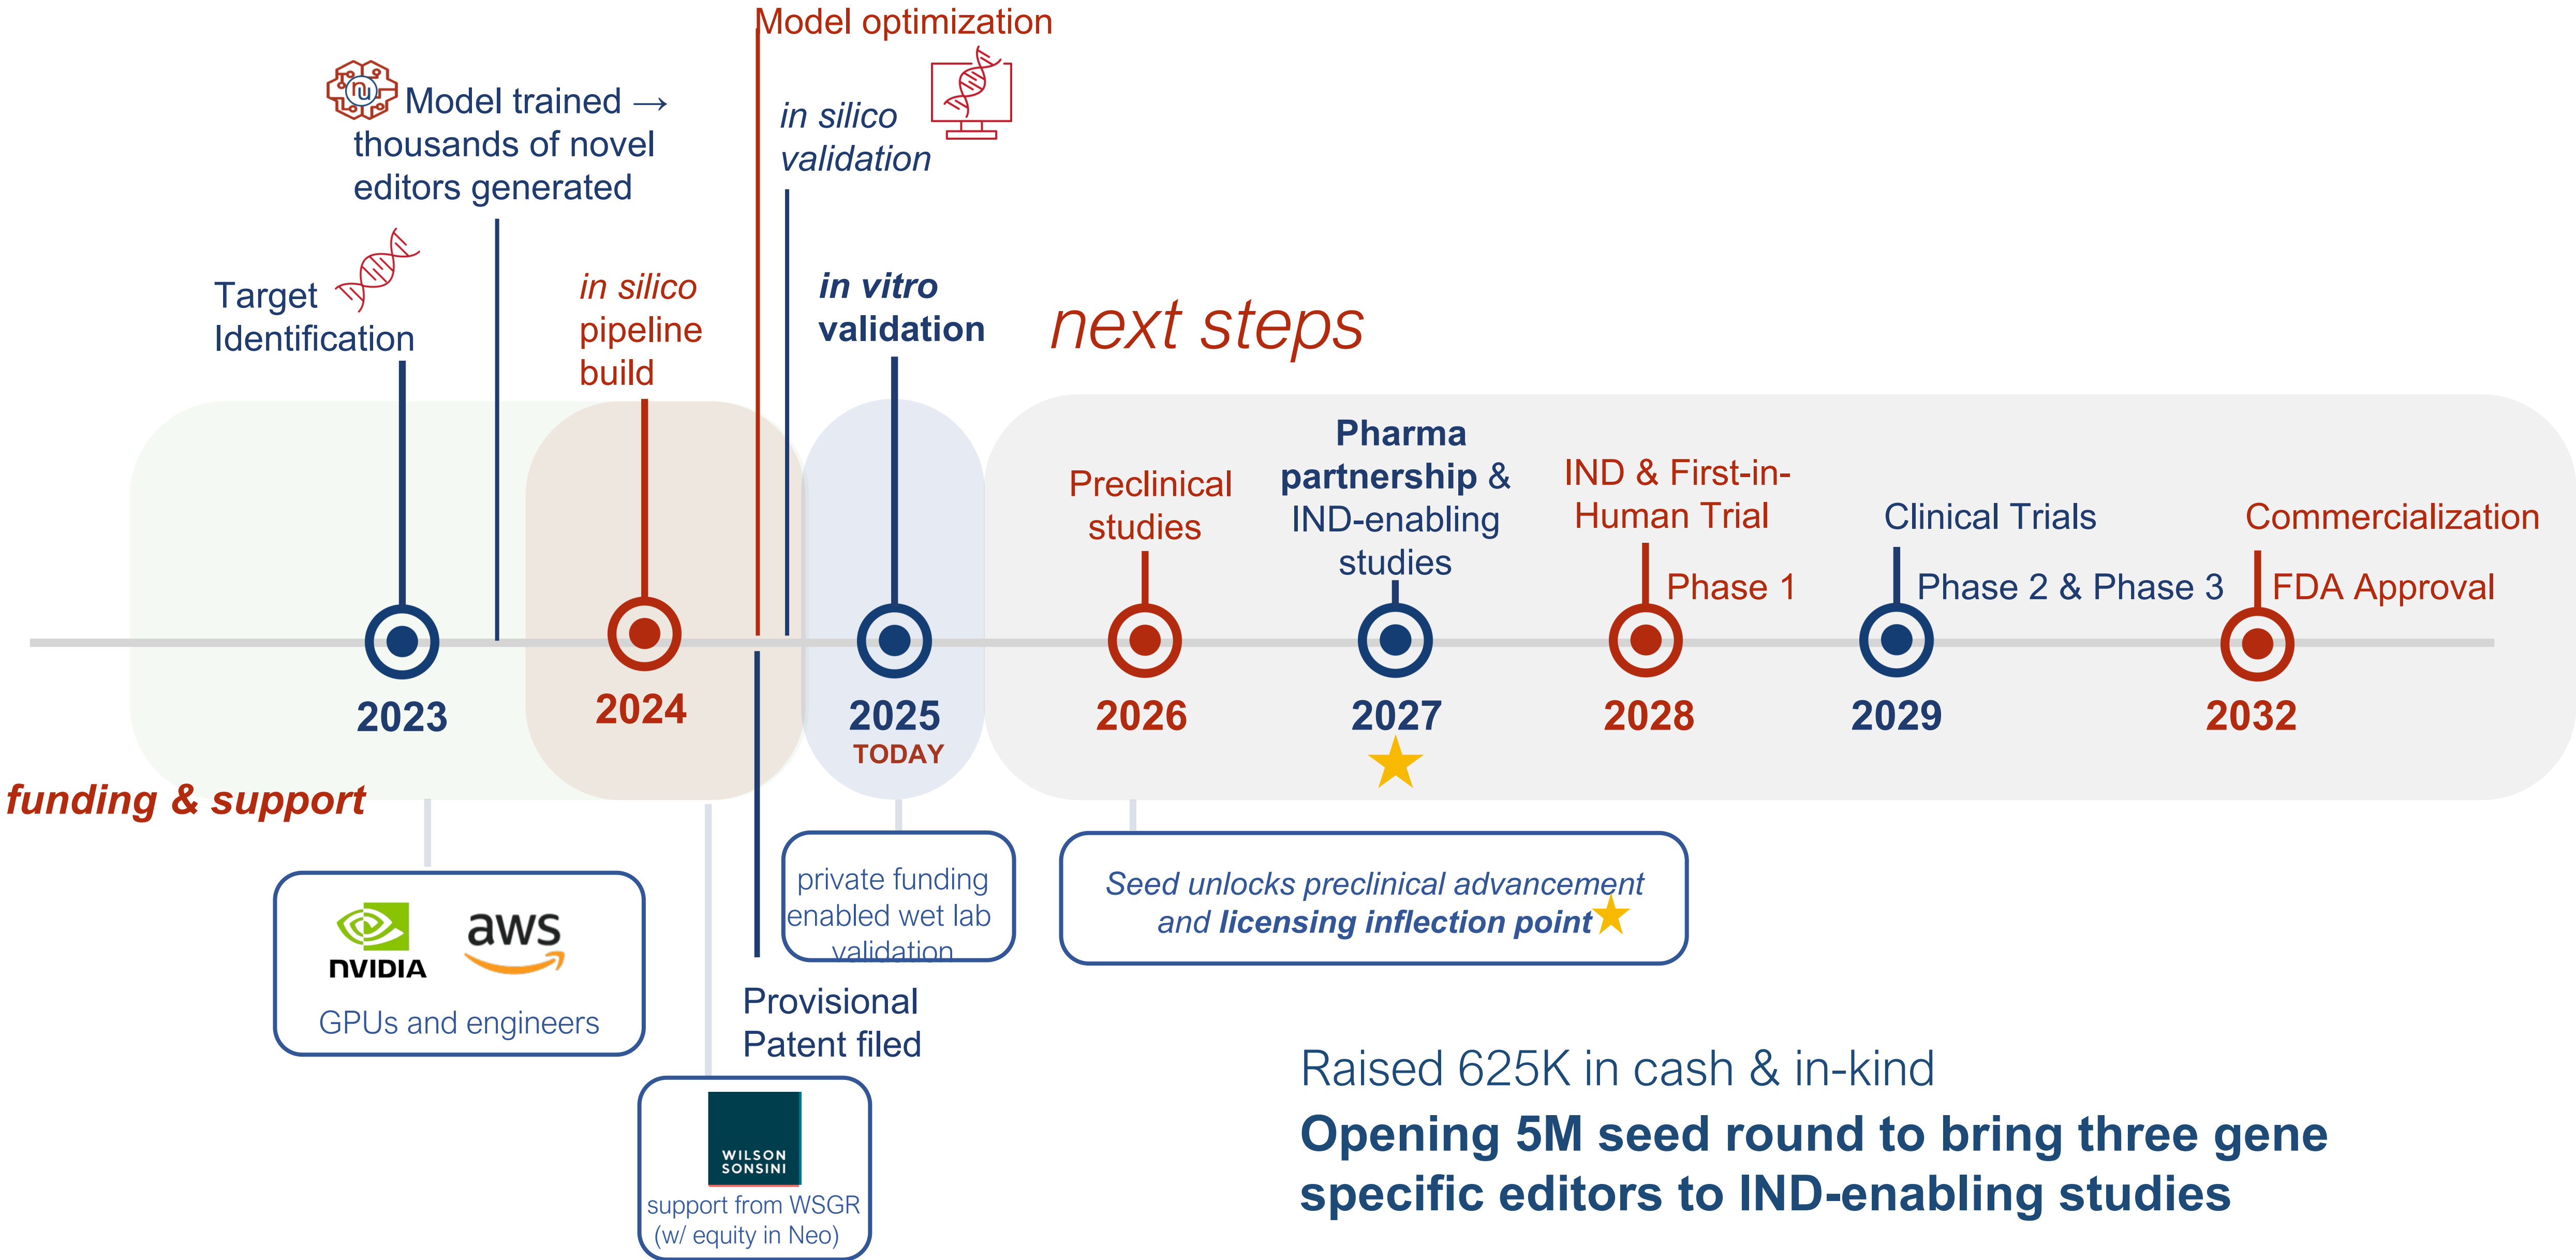 Model optimization
Model trained →
thousands of novel
editors generated
in silico
validation
nu
Target
Identification
in silico
pipeline
build
in vitro
validation
next steps
Preclinical
studies
Pharma
partnership &
IND-enabling
studies
IND & First-in-
Human Trial
Phase 1
Clinical Trials
Phase 2 & Phase 3
Commercialization
FDA Approval
2023
2024
2025
TODAY
2026
2027
2028
2029
2032
funding & support
NVIDIA
aws
GPUs and engineers
private funding
enabled wet lab
validation
Seed unlocks preclinical advancement
and licensing inflection point
Provisional
Patent filed
WILSON
SONSINI
support from WSGR
(w/ equity in Neo)
Raised 625K in cash & in-kind
Opening 5M seed round to bring three gene
specific editors to IND-enabling studies